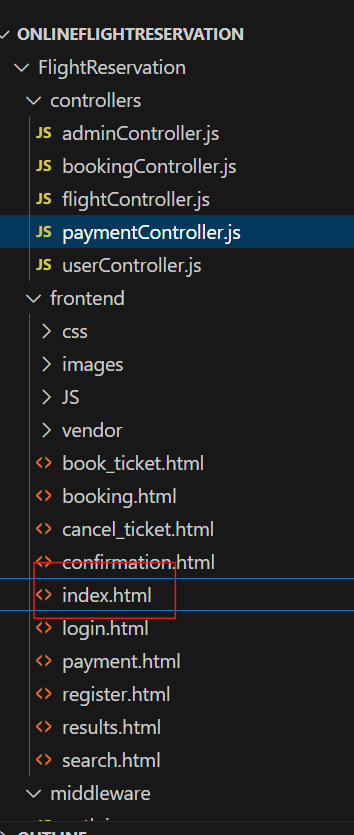 ONLINEFLIGHTRESERVATION
FlightReservation
controllers
JS adminController.js
JS bookingController.js
JS flightController.js
JS paymentController.js
JS userController.js
frontend
css
images
JS
vendor
book_ticket.html
booking.html
cancel_ticket.html
confirmation.html
index.html
login.html
payment.html
register.html
results.html
search.html
middleware
OUTLINE